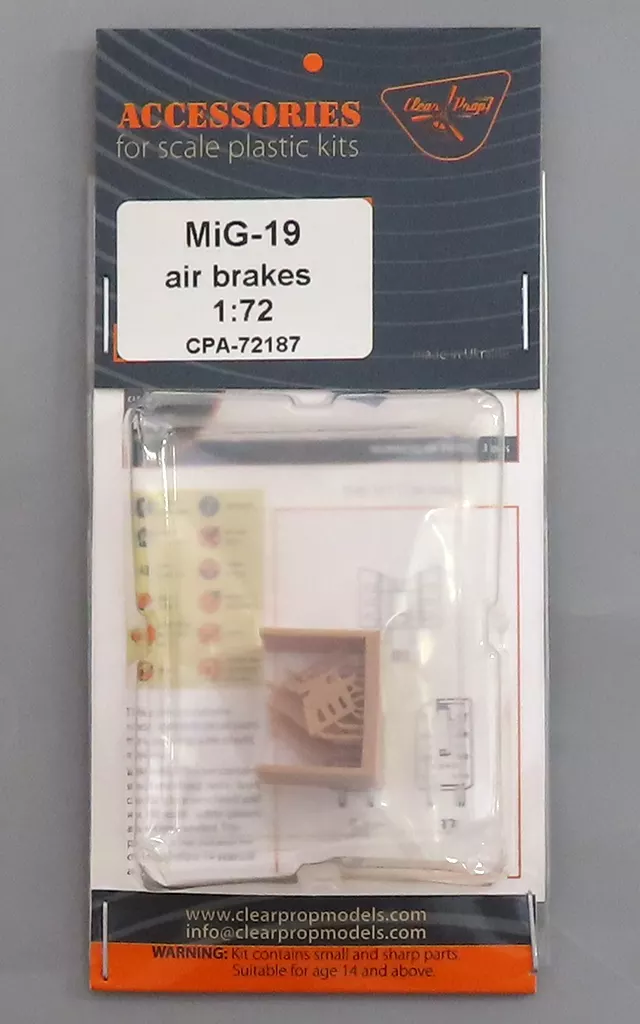 Clear Prop!
ACCESSORIES
for scale plastic kits
MiG-19
air brakes
1:72
CPA-72187
made in Ukraine
www.clearpropmodels.com
info@clearpropmodels.com
WARNING: Kit contains small and sharp parts.
Suitable for age 14 and above.